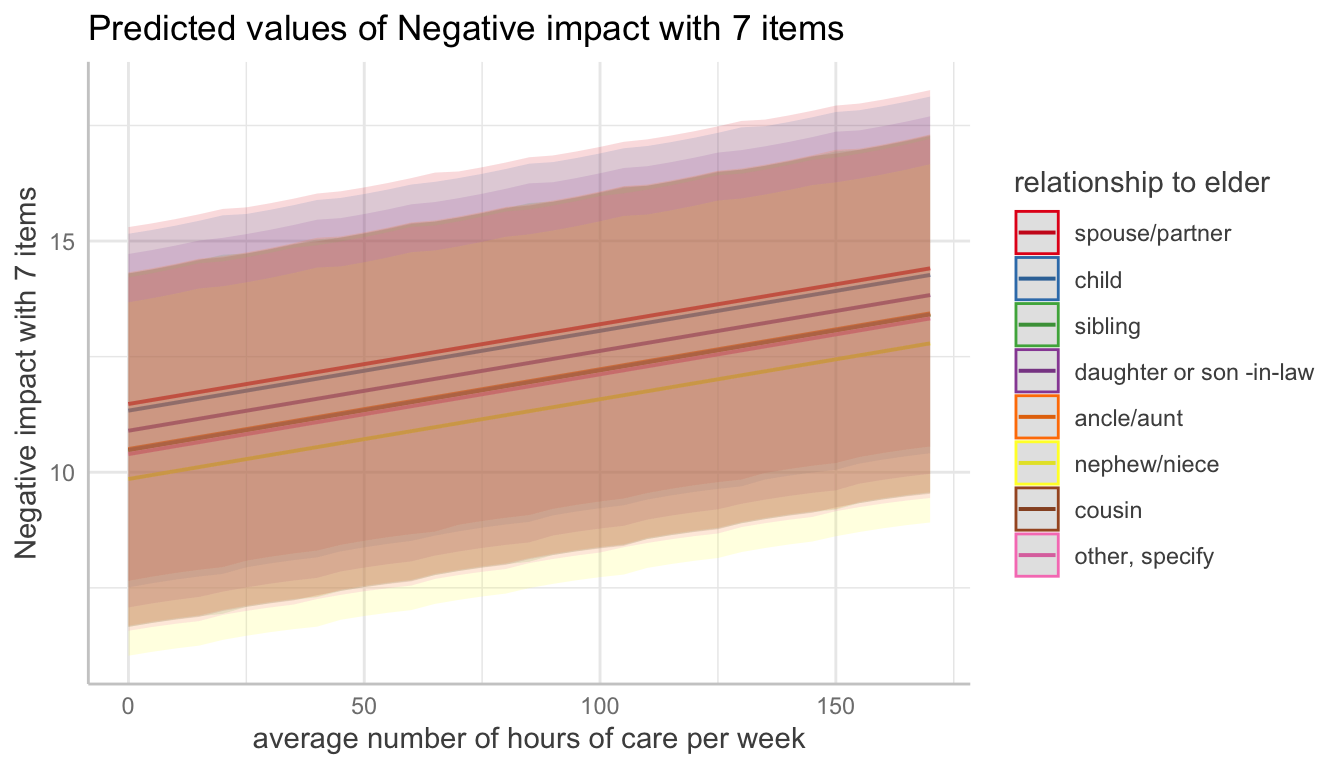 Predicted values of Negative impact with 7 items
Negative impact with 7 items
15
10
0
50
100
150
average number of hours of care per week
relationship to elder
spouse/partner
child
sibling
daughter or son -in-law
ancle/aunt
nephew/niece
cousin
other, specify